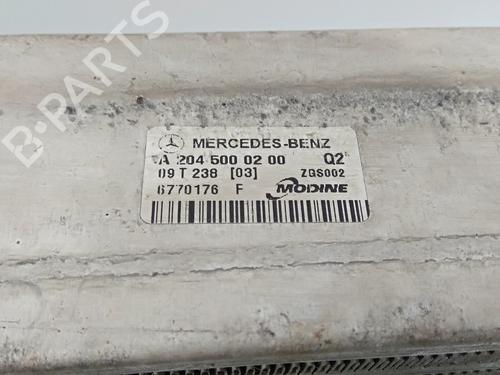 B-PARTS
MERCEDES-BENZ
A 204 500 02 00 Q2
09 T 238 [03] ZGS002
6770176 F MODINE